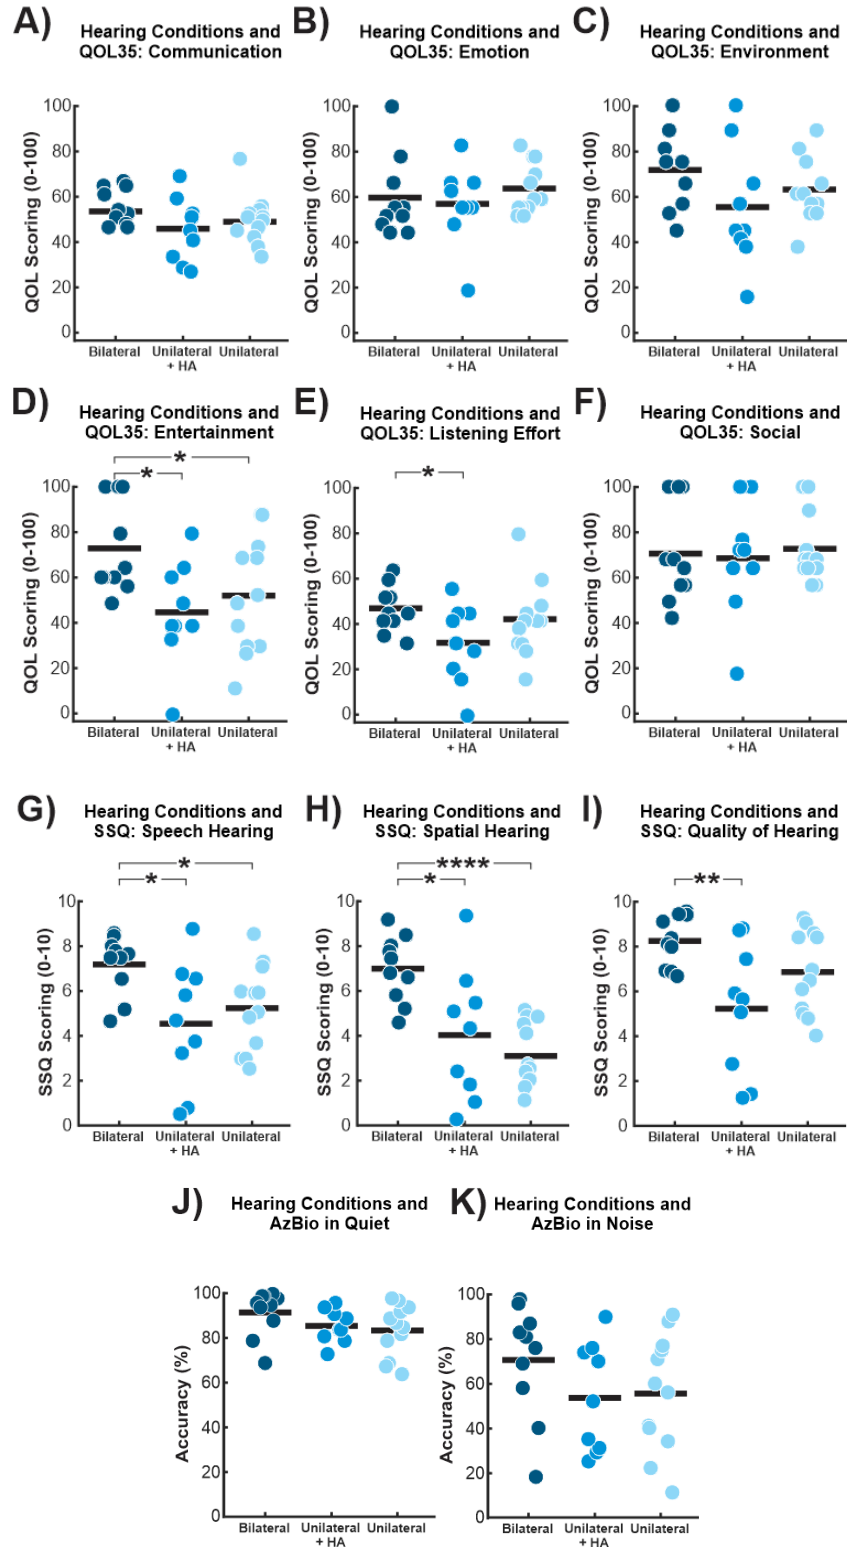 A) Hearing Conditions and
QOL35: Communication
B) Hearing Conditions and
QOL35: Emotion
C) Hearing Conditions and
QOL35: Environment
QOL Scoring (0-100)
100
80
60
40
20
0
Bilateral Unilateral Unilateral
+ HA
QOL Scoring (0-100)
100
80
60
40
20
0
Bilateral Unilateral Unilateral
+ HA
QOL Scoring (0-100)
100
80
60
40
20
0
Bilateral Unilateral Unilateral
+ HA
D) Hearing Conditions and
QOL35: Entertainment
E) Hearing Conditions and
QOL35: Listening Effort
F) Hearing Conditions and
QOL35: Social
*
*
QOL Scoring (0-100)
100
80
60
40
20
0
Bilateral Unilateral Unilateral
+ HA
*
QOL Scoring (0-100)
100
80
60
40
20
0
Bilateral Unilateral Unilateral
+ HA
QOL Scoring (0-100)
100
80
60
40
20
0
Bilateral Unilateral Unilateral
+ HA
G) Hearing Conditions and
SSQ: Speech Hearing
H) Hearing Conditions and
SSQ: Spatial Hearing
I) Hearing Conditions and
SSQ: Quality of Hearing
*
*
SSQ Scoring (0-10)
10
8
6
4
2
0
Bilateral Unilateral Unilateral
+ HA
****
*
SSQ Scoring (0-10)
10
8
6
4
2
0
Bilateral Unilateral Unilateral
+ HA
**
SSQ Scoring (0-10)
10
8
6
4
2
0
Bilateral Unilateral Unilateral
+ HA
J) Hearing Conditions and
AzBio in Quiet
K) Hearing Conditions and
AzBio in Noise
Accuracy (%)
100
80
60
40
20
0
Bilateral Unilateral Unilateral
+ HA
Accuracy (%)
100
80
60
40
20
0
Bilateral Unilateral Unilateral
+ HA